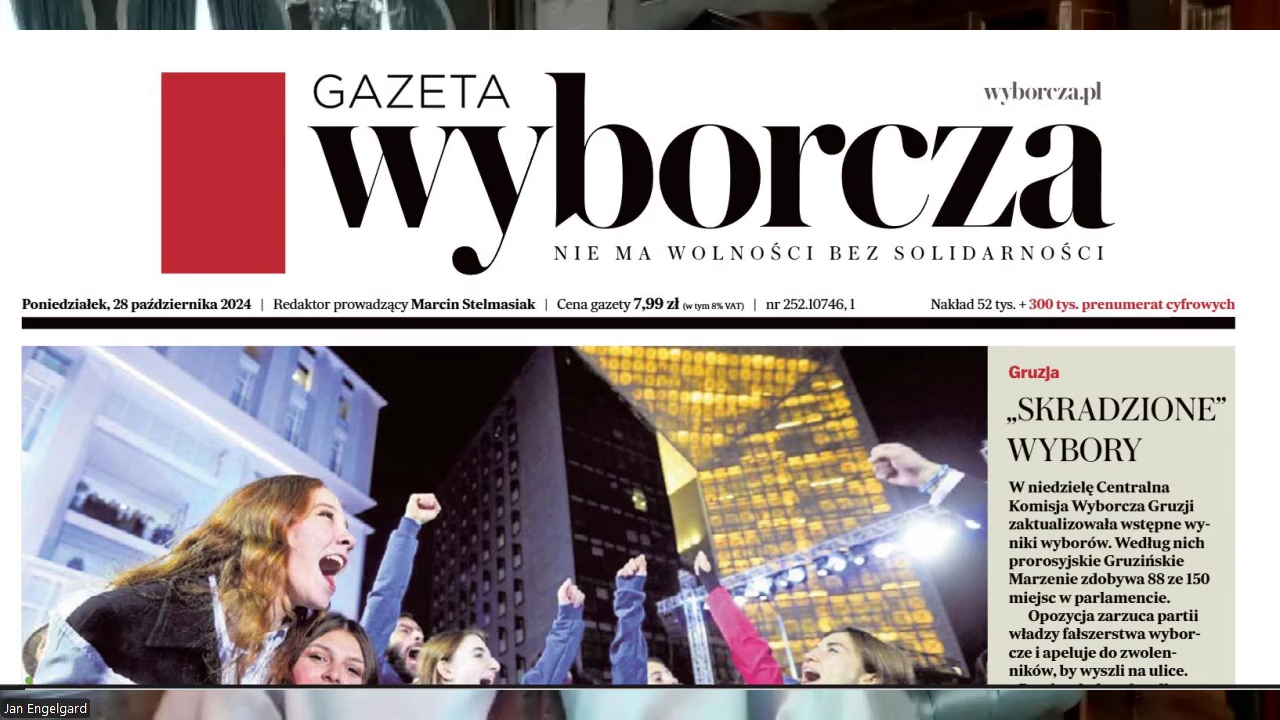 GAZETA
wyborcza.pl
wyborcza
NIE MA WOLNOŚCI BEZ SOLIDARNOŚCI
Poniedziałek, 28 października 2024 | Redaktor prowadzący Marcin Stelmasiak | Cena gazety 7,99 zł (w tym 8% VAT) | nr 252.10746, 1 Nakład 52 tys. + 300 tys. prenumerat cyfrowych
Gruzja
„SKRADZIONE”
WYBORY
W niedzielę Centralna
Komisja Wyborcza Gruzji
zaktualizowała wstępne wy-
niki wyborów. Według nich
prorosyjskie Gruzińskie
Marzenie zdobywa 88 ze 150
miejsc w parlamencie.
Opozycja zarzuca partii
władzy fałszerstwa wybor-
cze i apeluje do zwolen-
ników, by wyszli na ulice.
Jan Engelgard